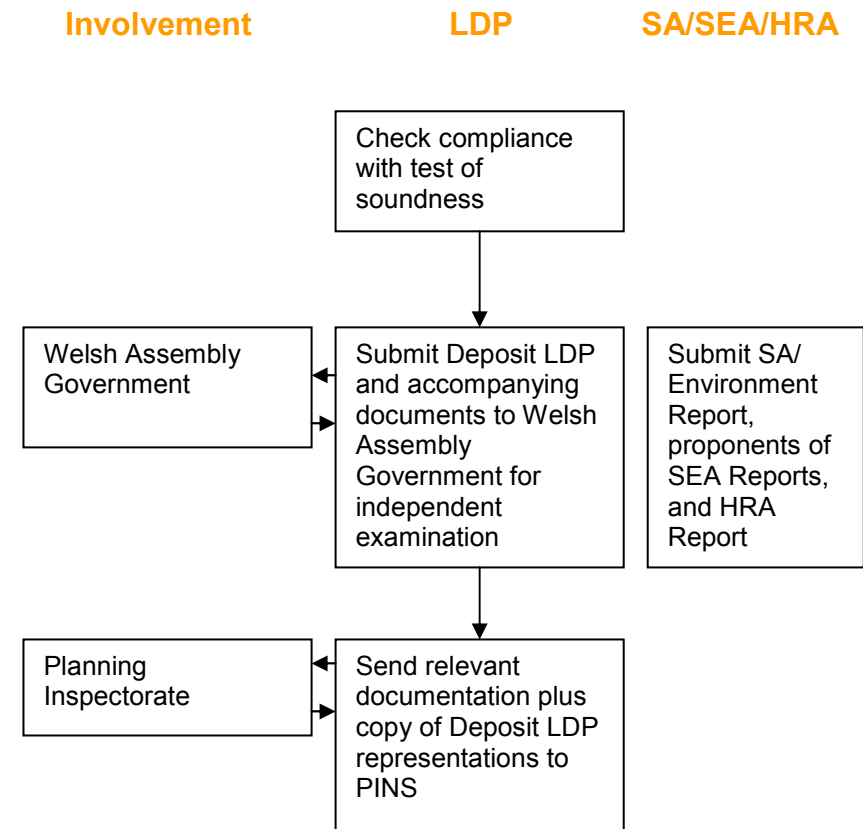 Involvement
LDP
SA/SEA/HRA
Check compliance
with test of
soundness
Welsh Assembly
Government
Submit Deposit LDP
and accompanying
documents to Welsh
Assembly
Government for
independent
examination
Submit SA/
Environment
Report,
proponents of
SEA Reports,
and HRA
Report
Planning
Inspectorate
Send relevant
documentation plus
copy of Deposit LDP
representations to
PINS